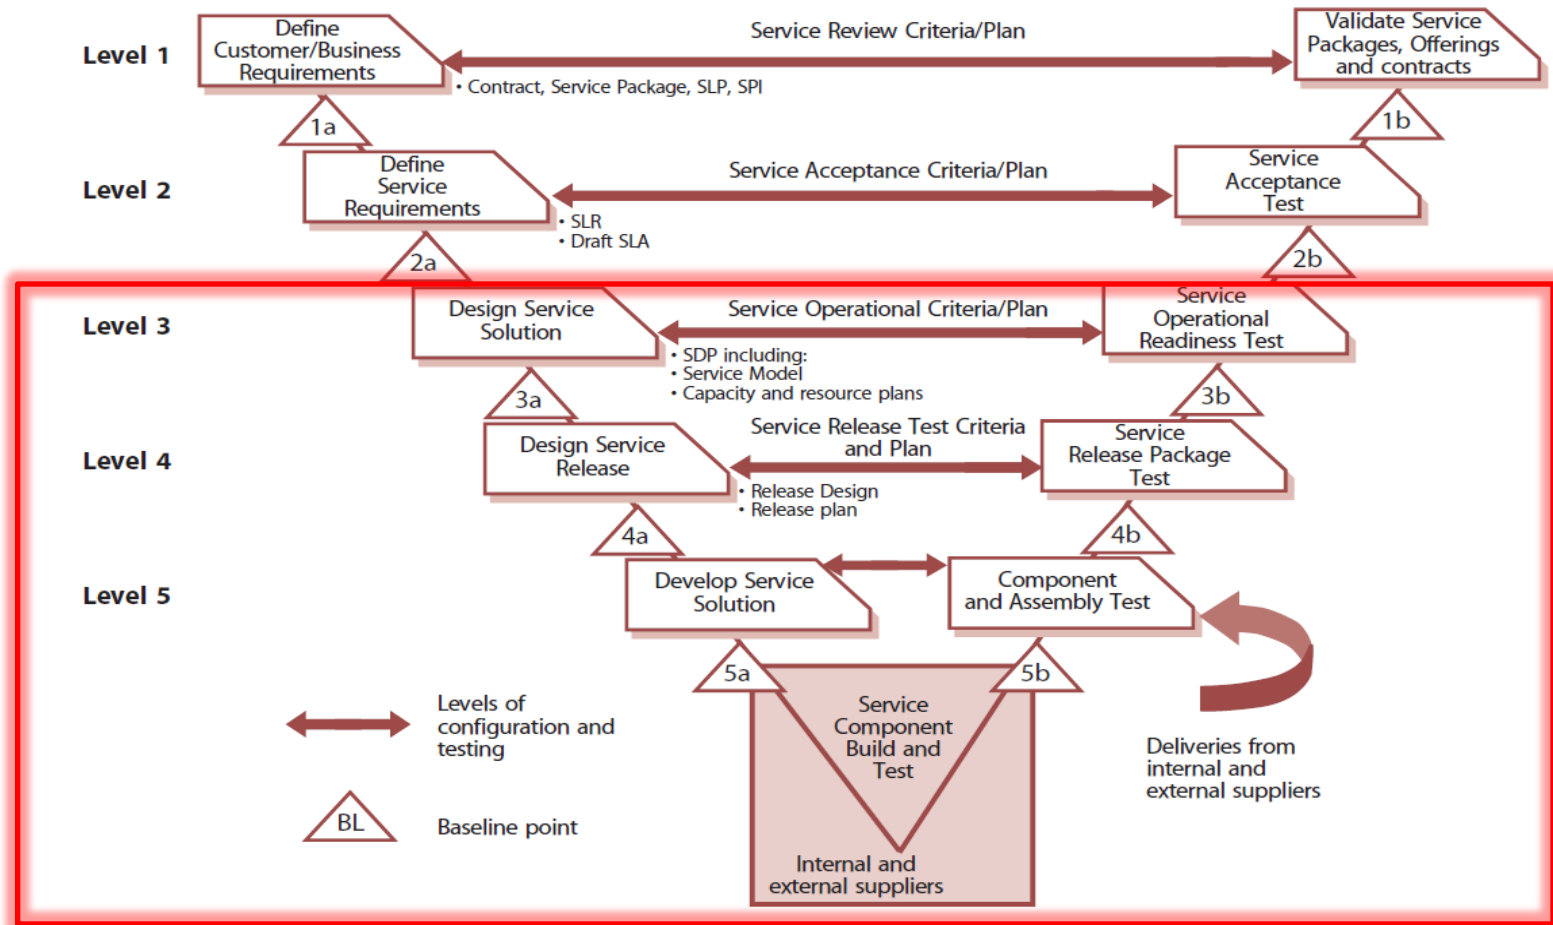 Level 1
Define
Customer/Business
Requirements
Service Review Criteria/Plan
• Contract, Service Package, SLP, SPI
Validate Service
Packages, Offerings
and contracts
1a
1b
Level 2
Define
Service
Requirements
Service Acceptance Criteria/Plan
• SLR
• Draft SLA
Service
Acceptance
Test
2a
2b
Level 3
Design Service
Solution
Service Operational Criteria/Plan
• SDP including:
• Service Model
• Capacity and resource plans
Service
Operational
Readiness Test
3a
3b
Level 4
Design Service
Release
Service Release Test Criteria
and Plan
• Release Design
• Release plan
Service
Release Package
Test
4a
4b
Level 5
Develop Service
Solution
Component
and Assembly Test
5a
5b
Service
Component
Build and
Test
Internal and
external suppliers
Deliveries from
internal and
external suppliers
Levels of
configuration and
testing
BL
Baseline point